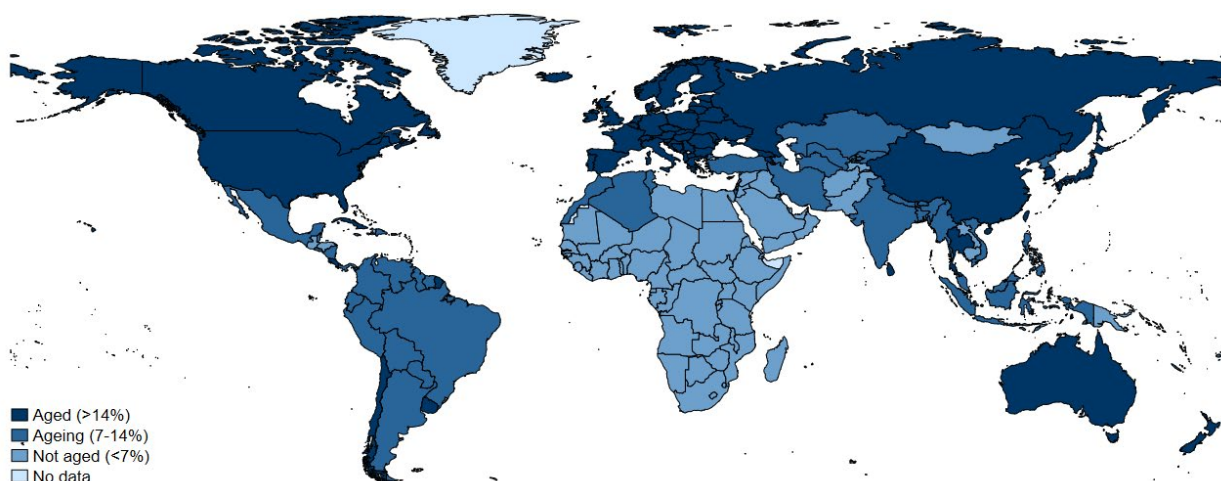 Aged (>14%)
Ageing (7-14%)
Not aged (<7%)
No data